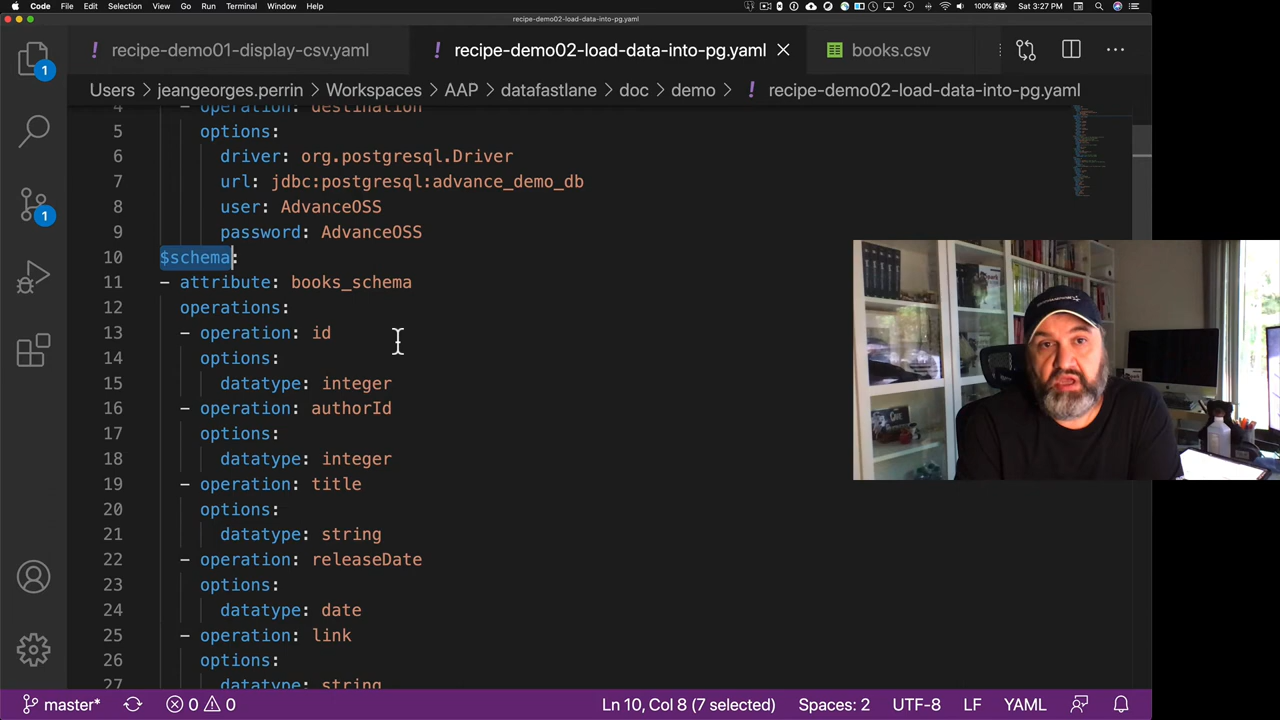 Code File Edit Selection View Go Run Terminal Window Help
100% Sat 3:27 PM
recipe-demo02-load-data-into-pg.yaml
! recipe-demo01-display-csv.yaml ! recipe-demo02-load-data-into-pg.yaml × books.csv
Users > jeangeorges.perrin > Workspaces > AAP > datafastlane > doc > demo > ! recipe-demo02-load-data-into-pg.yaml
4 - operation: destination
5 options:
6 driver: org.postgresql.Driver
7 url: jdbc:postgresql:advance_demo_db
8 user: AdvanceOSS
9 password: AdvanceOSS
10 $schema:
11 - attribute: books_schema
12 operations:
13 - operation: id
14 options:
15 datatype: integer
16 - operation: authorId
17 options:
18 datatype: integer
19 - operation: title
20 options:
21 datatype: string
22 - operation: releaseDate
23 options:
24 datatype: date
25 - operation: link
26 options:
27 datatype: string
1
1
master* 0 0 Ln 10, Col 8 (7 selected) Spaces: 2 UTF-8 LF YAML